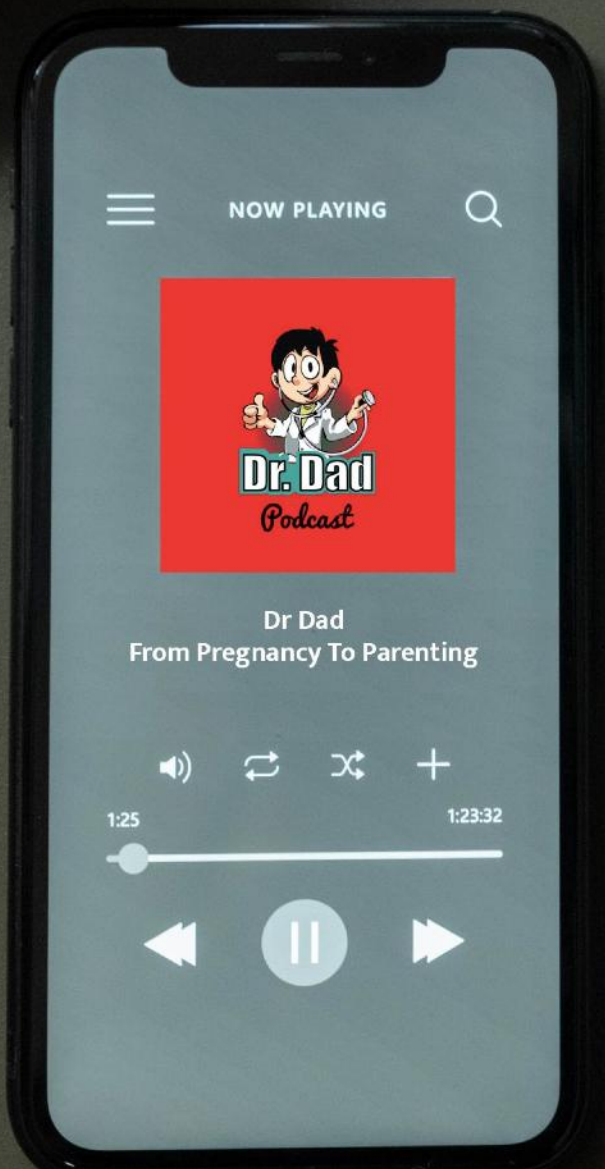 NOW PLAYING
Dr. Dad
Podcast
Dr Dad
From Pregnancy To Parenting
1:25
1:23:32